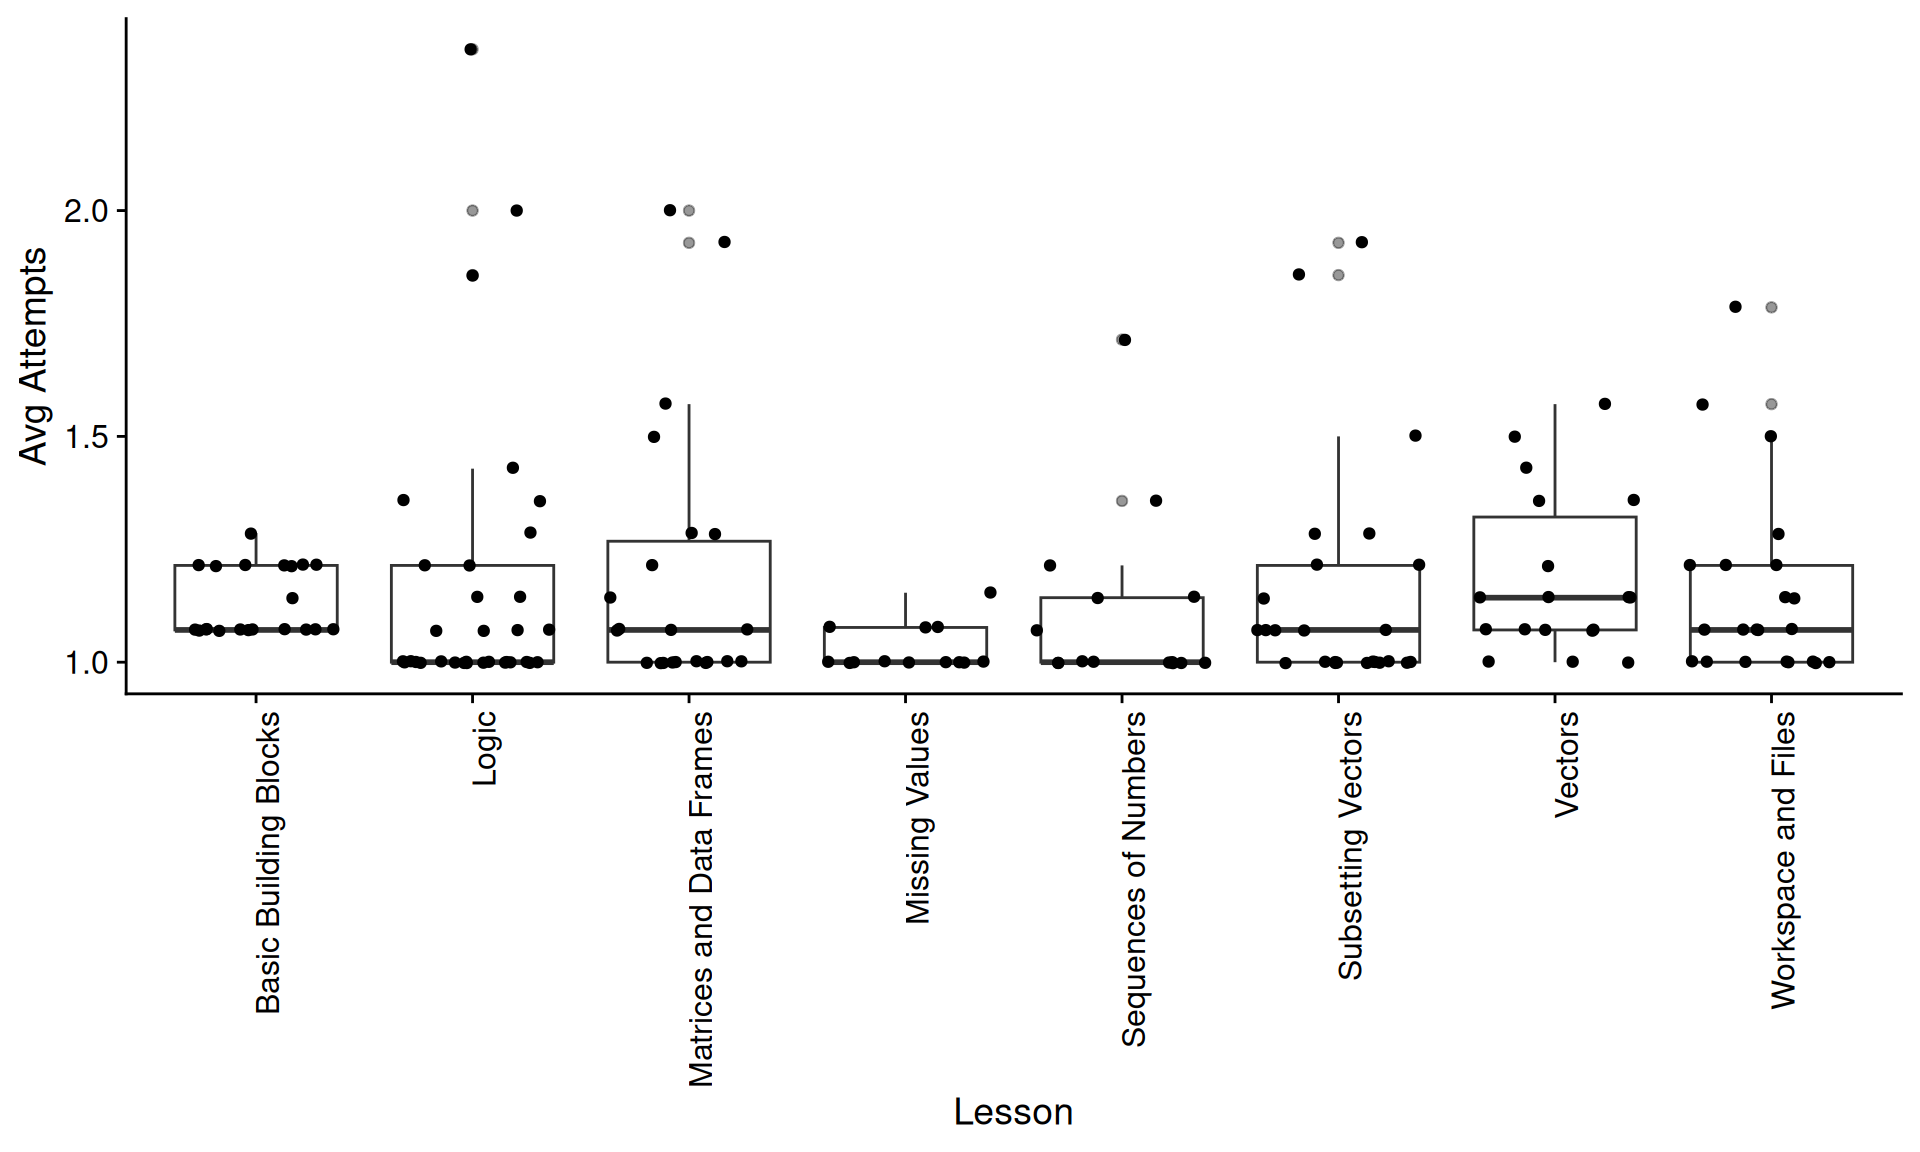 Avg Attempts
2.0
1.5
1.0
Basic Building Blocks
Logic
Matrices and Data Frames
Missing Values
Sequences of Numbers
Subsetting Vectors
Vectors
Workspace and Files
Lesson